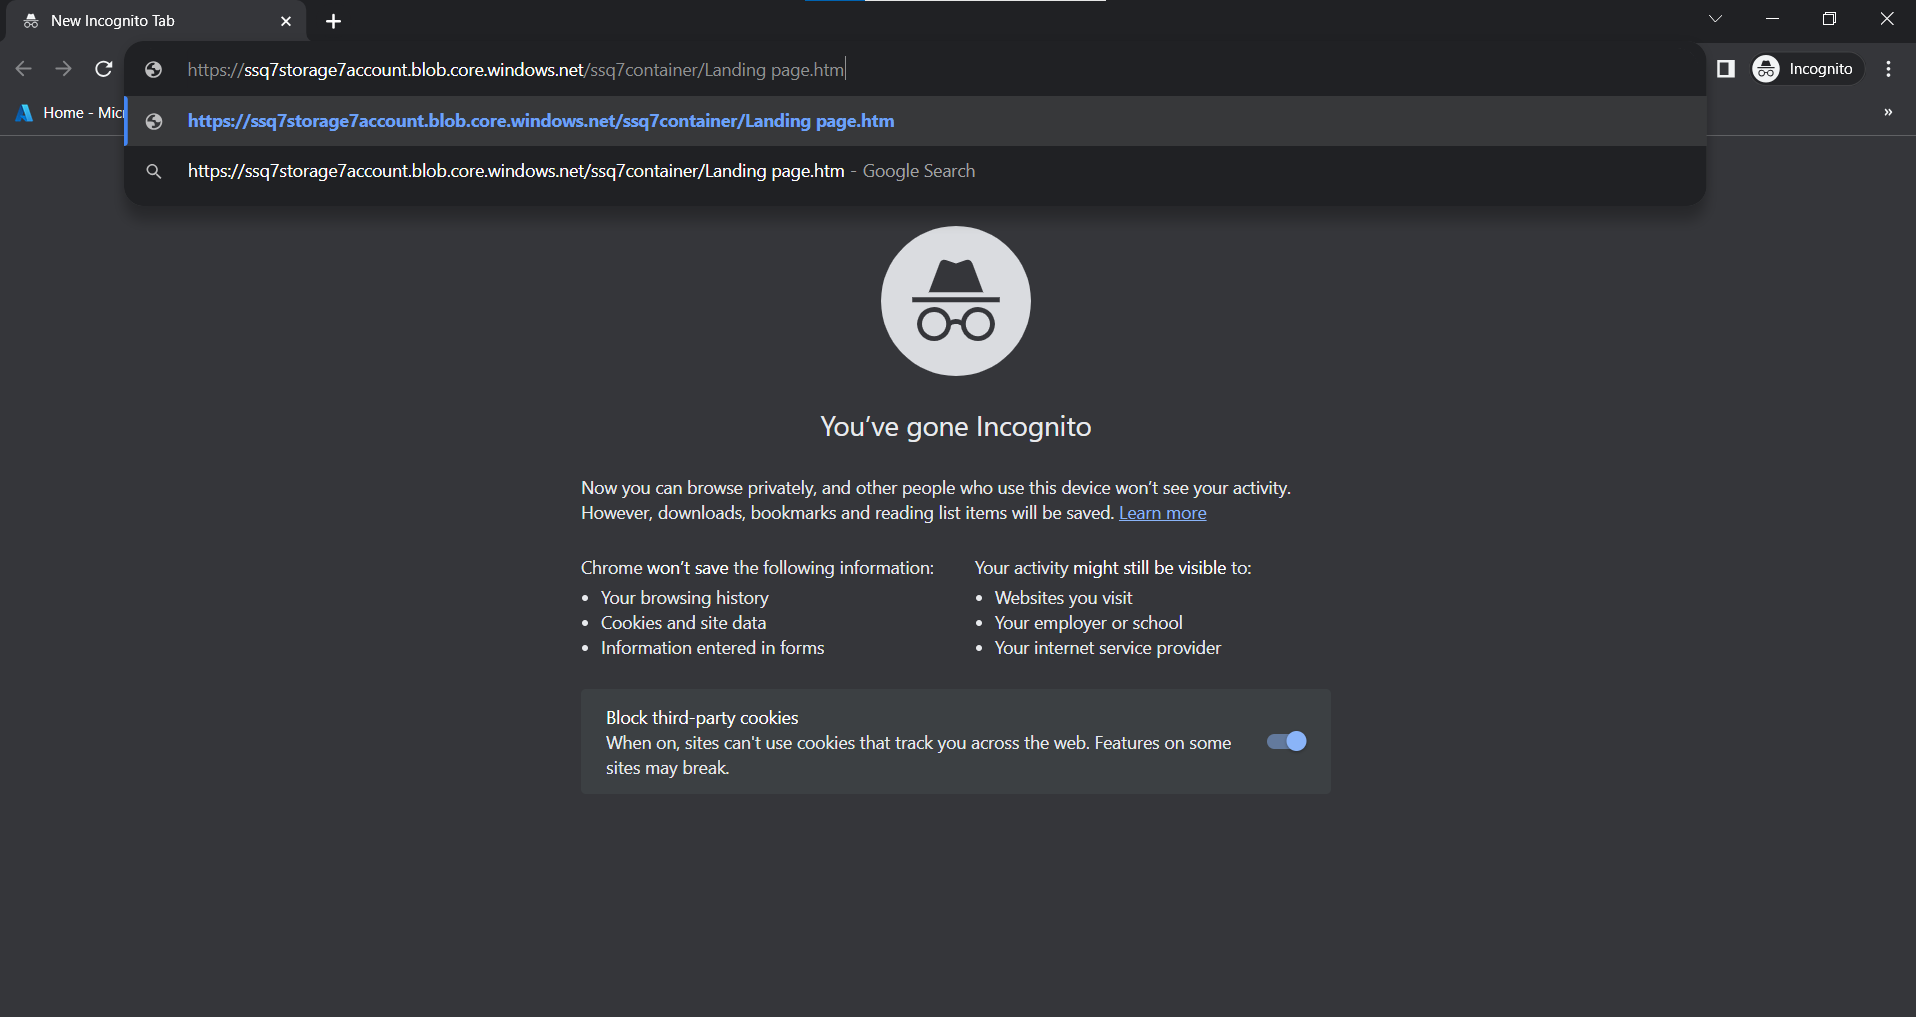 New Incognito Tab
https://ssq7storage7account.blob.core.windows.net/ssq7container/Landing page.htm
Incognito
Home - Micr
https://ssq7storage7account.blob.core.windows.net/ssq7container/Landing page.htm
https://ssq7storage7account.blob.core.windows.net/ssq7container/Landing page.htm - Google Search
You've gone Incognito
Now you can browse privately, and other people who use this device won't see your activity.
However, downloads, bookmarks and reading list items will be saved. Learn more
Chrome won't save the following information:
• Your browsing history
• Cookies and site data
• Information entered in forms
Your activity might still be visible to:
• Websites you visit
• Your employer or school
• Your internet service provider
Block third-party cookies
When on, sites can't use cookies that track you across the web. Features on some
sites may break.